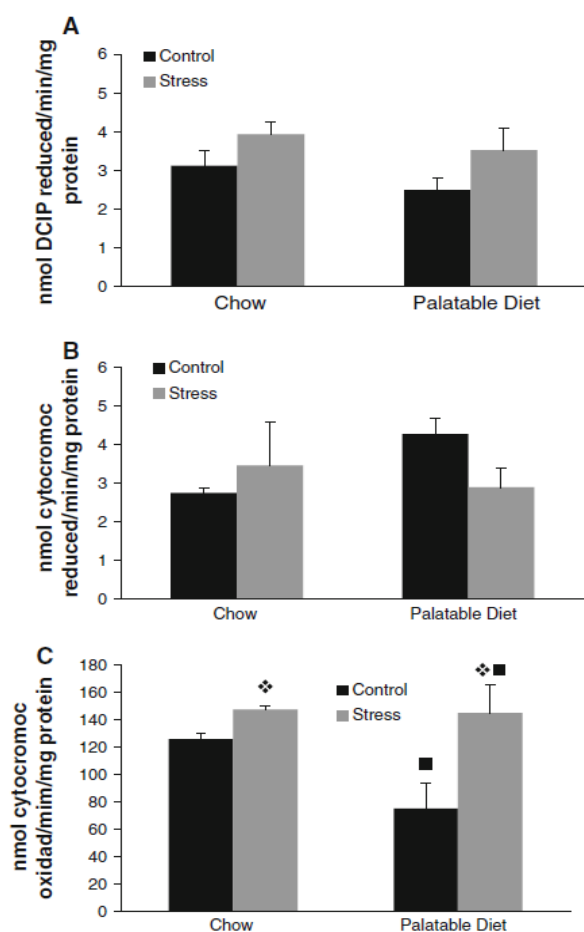 A
nmol DCIP reduced/min/mg
protein
Control
Stress
6
5
4
3
2
1
0
Chow Palatable Diet
B
nmol cytocromoc
reduced/min/mg protein
Control
Stress
6
5
4
3
2
1
0
Chow Palatable Diet
C
nmol cytocromoc
oxidad/mim/mg protein
Control
Stress
180
160
140
120
100
80
60
40
20
0
Chow Palatable Diet